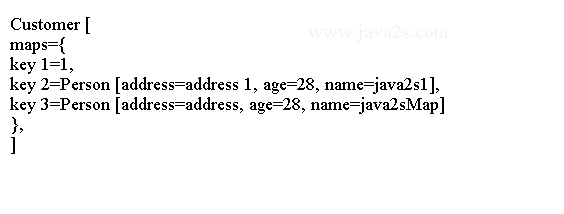 Customer [
www.java2s.com
maps={
key 1=1,
key 2=Person [address=address 1, age=28, name=java2s1],
key 3=Person [address=address, age=28, name=java2sMap]
},
]